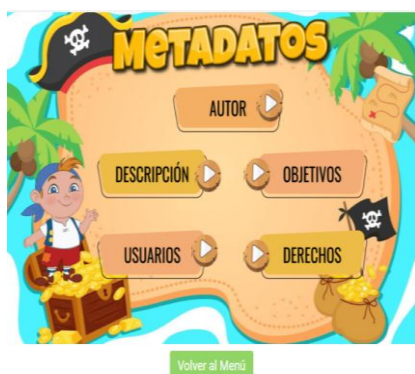 METADATOS
AUTOR
DESCRIPCIÓN
OBJETIVOS
USUARIOS
DERECHOS
Volver al Menú